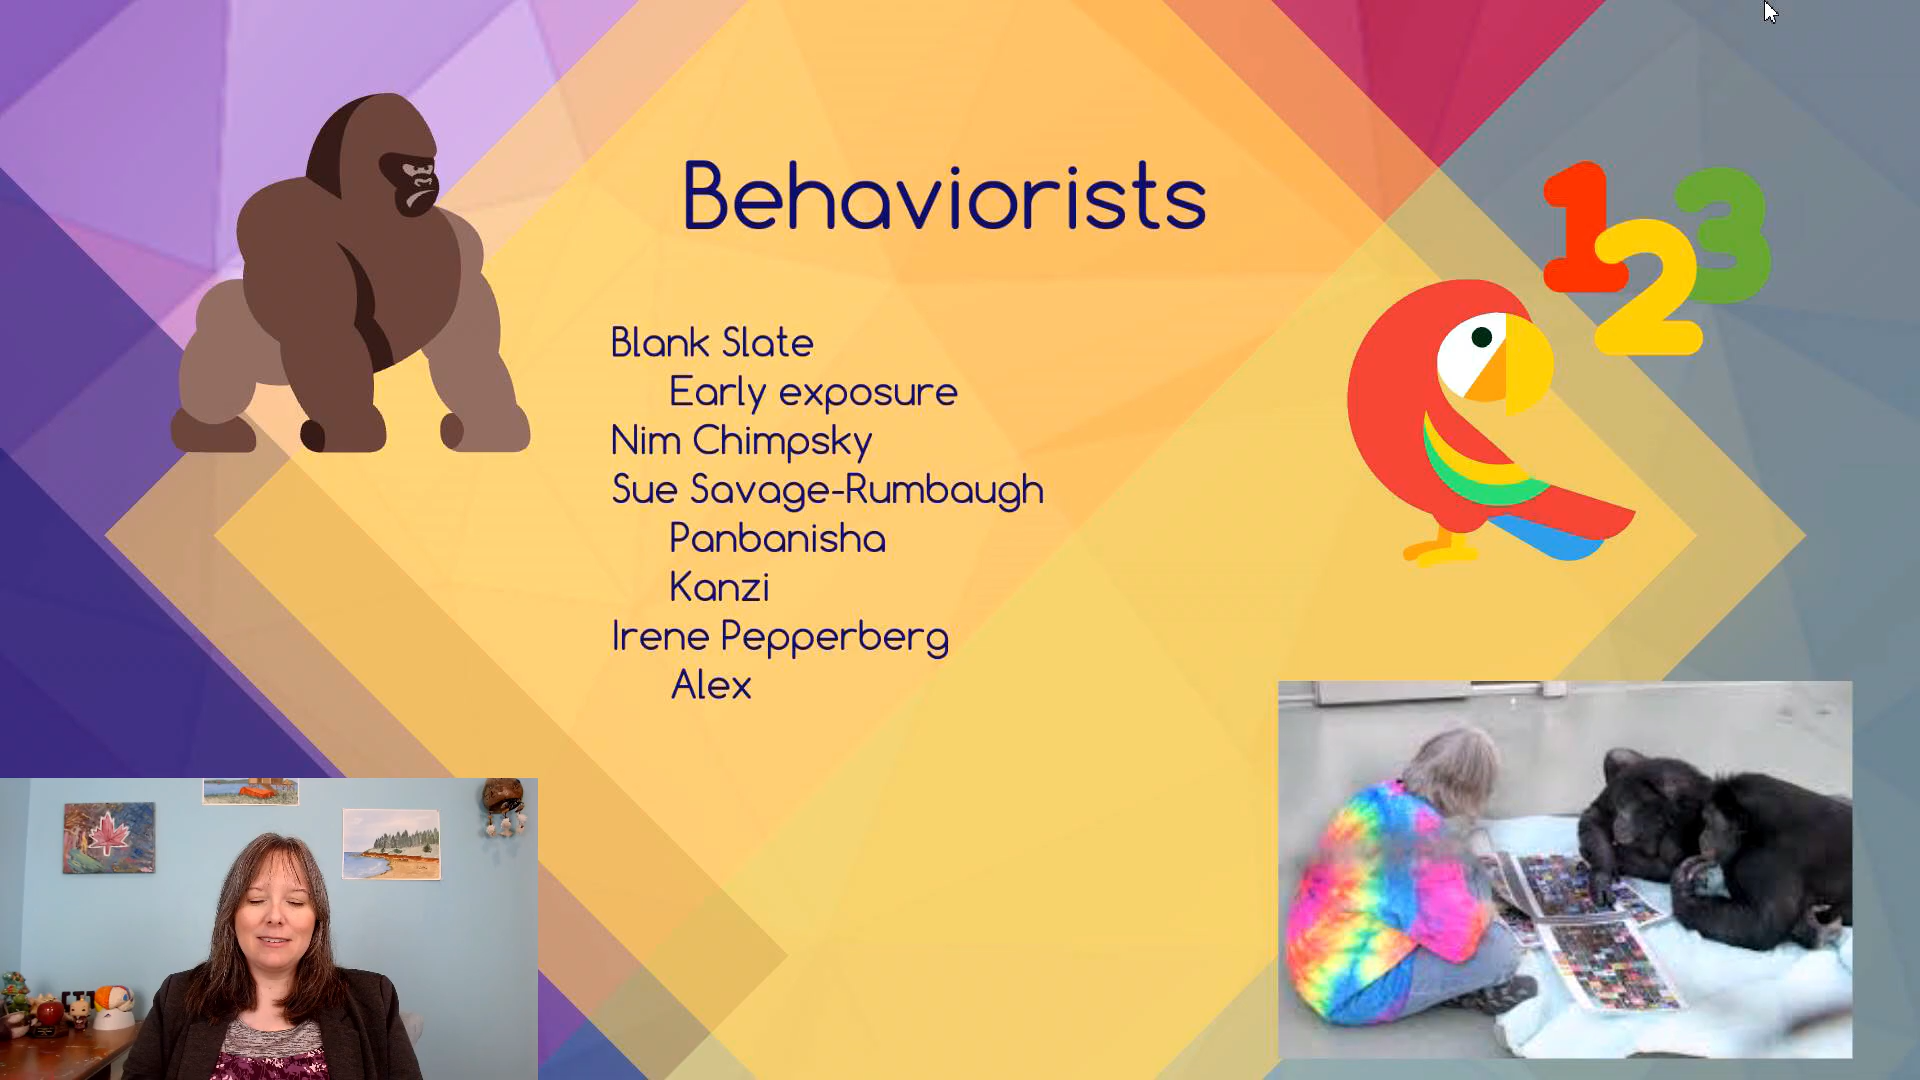 Behaviorists
123
Blank Slate
Early exposure
Nim Chimpsky
Sue Savage-Rumbaugh
Panbanisha
Kanzi
Irene Pepperberg
Alex